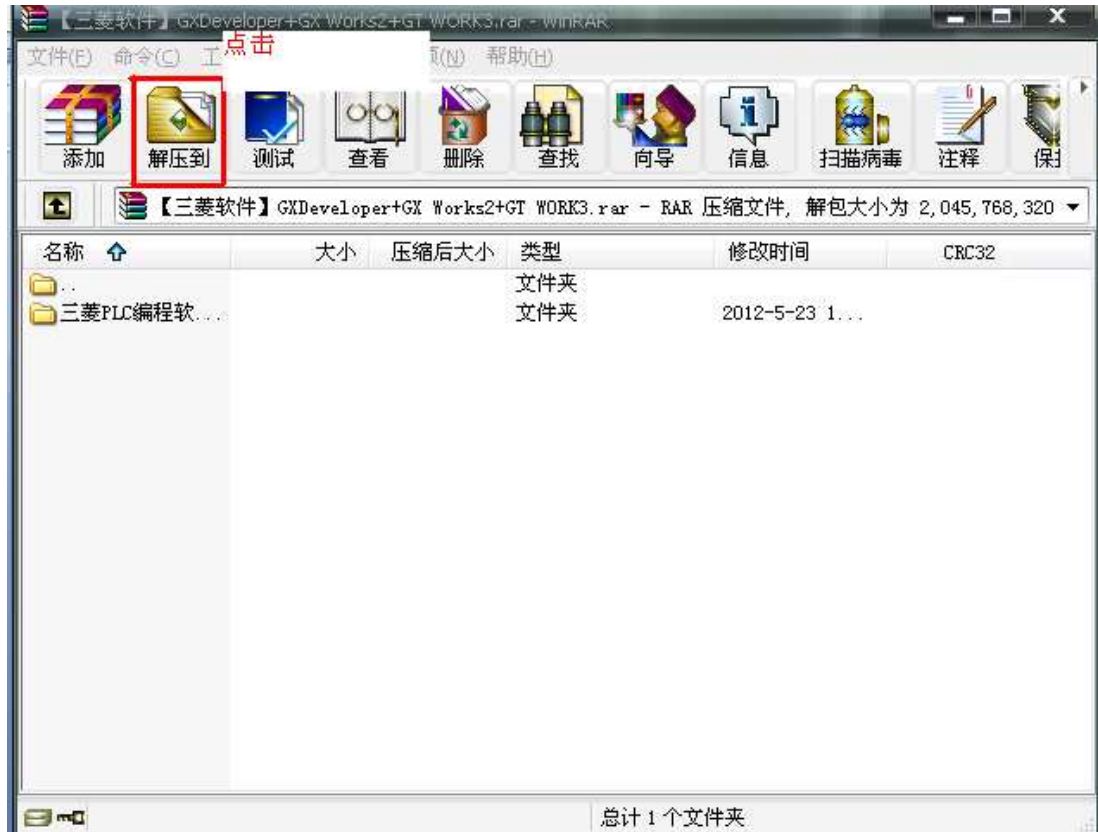 【三菱软件】GXDeveloper+GX Works2+GT WORK3.rar - WinRAR
文件(F) 命令(C) 工 点击 (N) 帮助(H)
添加 解压到 测试 查看 删除 查找 向导 信息 扫描病毒 注释
【三菱软件】GXDeveloper+GX Works2+GT WORK3.rar - RAR 压缩文件, 解包大小为 2,045,768,320
名称 大小 压缩后大小 类型 修改时间 CRC32
.. 文件夹
三菱PLC编程软... 文件夹 2012-5-23 1...
总计 1 个文件夹